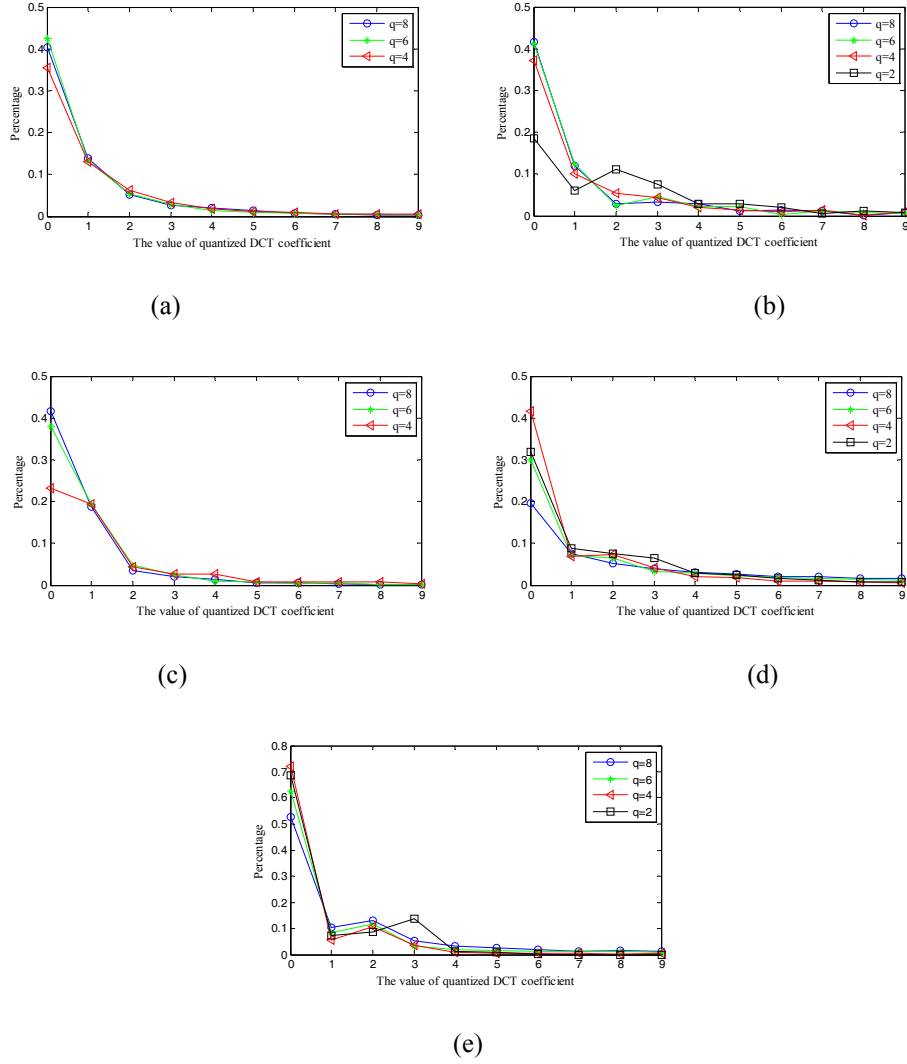 0.5
0.4
0.3
0.2
0.1
0
Percentage
0 1 2 3 4 5 6 7 8 9
The value of quantized DCT coefficient
q=8
q=6
q=4
(a)
0.5
0.4
0.3
0.2
0.1
0
Percentage
0 1 2 3 4 5 6 7 8 9
The value of quantized DCT coefficient
q=8
q=6
q=4
q=2
(b)
0.5
0.4
0.3
0.2
0.1
0
Percentage
0 1 2 3 4 5 6 7 8 9
The value of quantized DCT coefficient
q=8
q=6
q=4
(c)
0.5
0.4
0.3
0.2
0.1
0
Percentage
0 1 2 3 4 5 6 7 8 9
The value of quantized DCT coefficient
q=8
q=6
q=4
q=2
(d)
0.8
0.7
0.6
0.5
0.4
0.3
0.2
0.1
0
Percentage
0 1 2 3 4 5 6 7 8 9
The value of quantized DCT coefficient
q=8
q=6
q=4
q=2
(e)